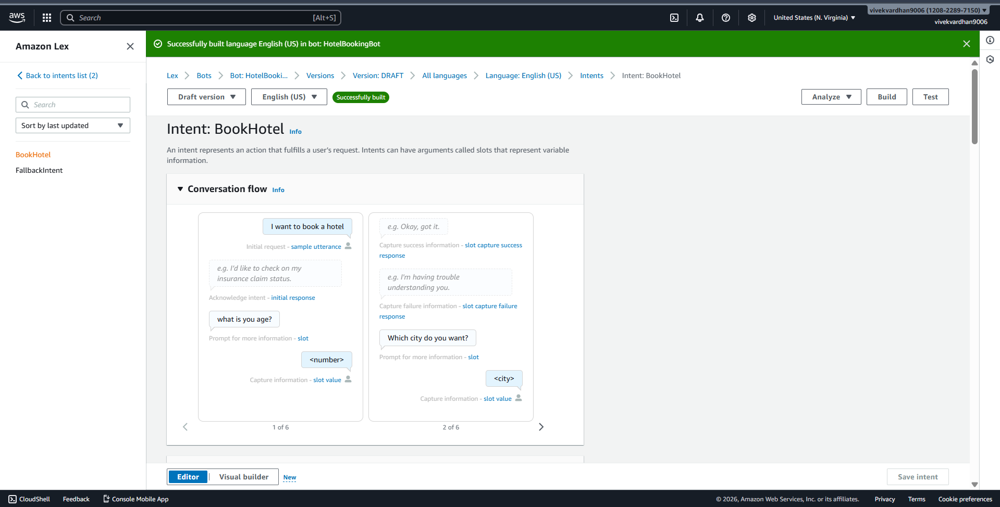 aws
Search
[Alt+S]
United States (N. Virginia) ▼
vivekvardhan9006 (1208-2289-7150) ▼
vivekvardhan9006
Amazon Lex
Back to intents list (2)
Search
Sort by last updated
BookHotel
FallbackIntent
Successfully built language English (US) in bot: HotelBookingBot
Lex > Bots > Bot: HotelBooki... > Versions > Version: DRAFT > All languages > Language: English (US) > Intents > Intent: BookHotel
Draft version ▼
English (US) ▼
Successfully built
Analyze ▼
Build
Test
Intent: BookHotel Info
An intent represents an action that fulfills a user's request. Intents can have arguments called slots that represent variable
information.
▼ Conversation flow Info
I want to book a hotel
Initial request - sample utterance
e.g. I'd like to check on my
insurance claim status.
Acknowledge intent - initial response
what is you age?
Prompt for more information - slot
<number>
Capture information - slot value
1 of 6
e.g. Okay, got it.
Capture success information - slot capture success
response
e.g. I'm having trouble
understanding you.
Capture failure information - slot capture failure
response
Which city do you want?
Prompt for more information - slot
<city>
Capture information - slot value
2 of 6
Editor
Visual builder
New
Save intent
CloudShell
Feedback
Console Mobile App
© 2026, Amazon Web Services, Inc. or its affiliates.
Privacy
Terms
Cookie preferences